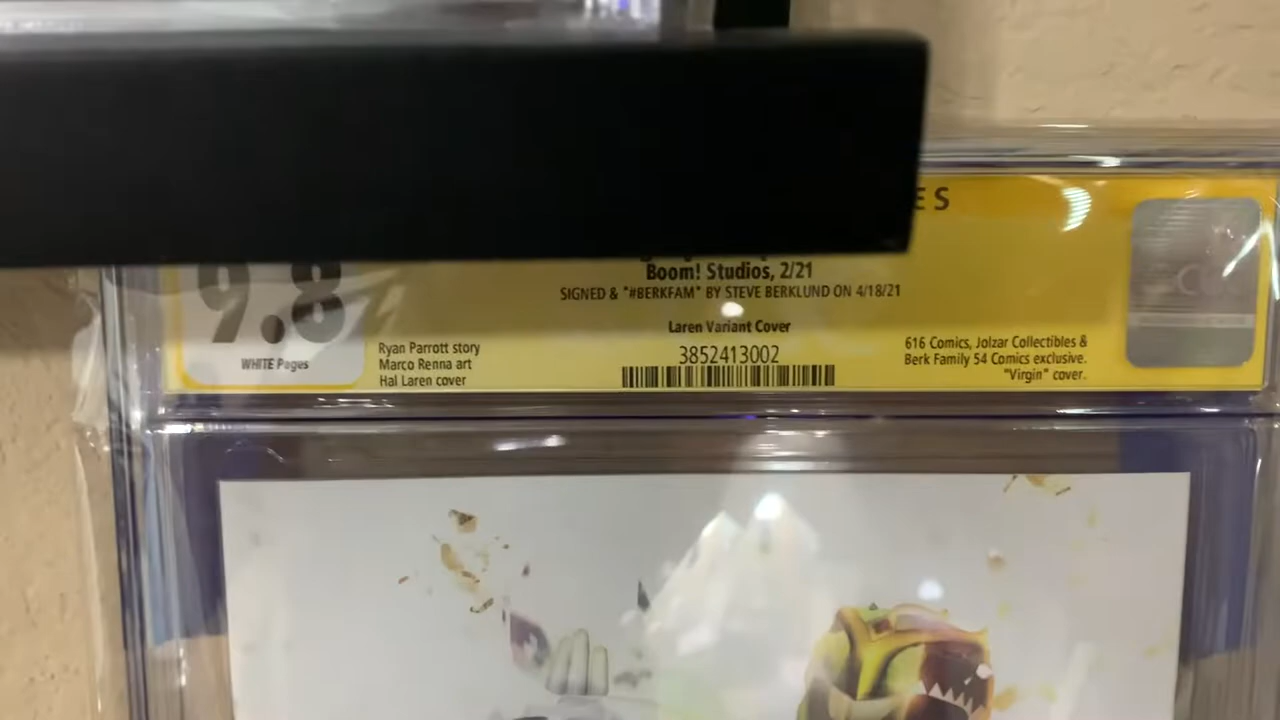 E S
9.8
WHITE Pages
Boom! Studios, 2/21
SIGNED & "#BERKFAM" BY STEVE BERKLUND ON 4/18/21
Laren Variant Cover
3852413002
Ryan Parrott story
Marco Renna art
Hal Laren cover
616 Comics, Jolzar Collectibles &
Berk Family 54 Comics exclusive.
"Virgin" cover.